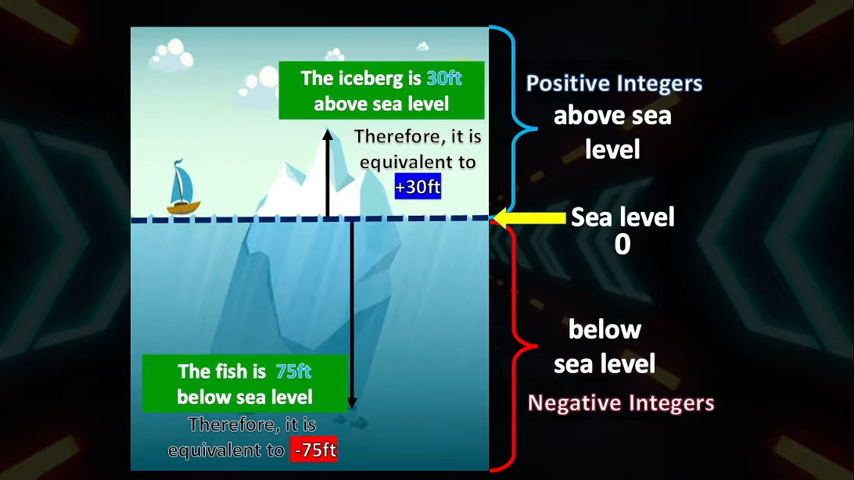 The iceberg is 30ft
above sea level
Therefore, it is
equivalent to
+30ft
Positive Integers
above sea
level
Sea level
0
The fish is 75ft
below sea level
Therefore, it is
equivalent to -75ft
below
sea level
Negative Integers